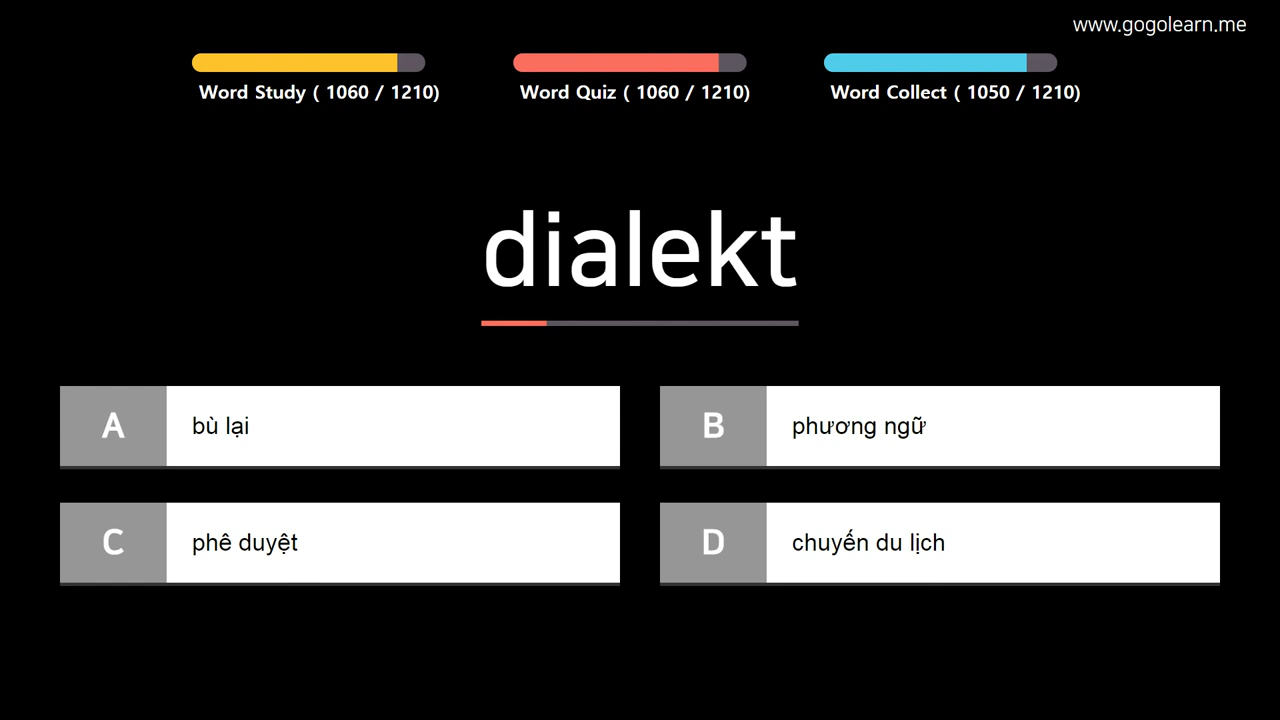 www.gogolearn.me
Word Study ( 1060 / 1210)
Word Quiz ( 1060 / 1210)
Word Collect ( 1050 / 1210)
dialekt
A
bù lại
B
phương ngữ
C
phê duyệt
D
chuyến du lịch